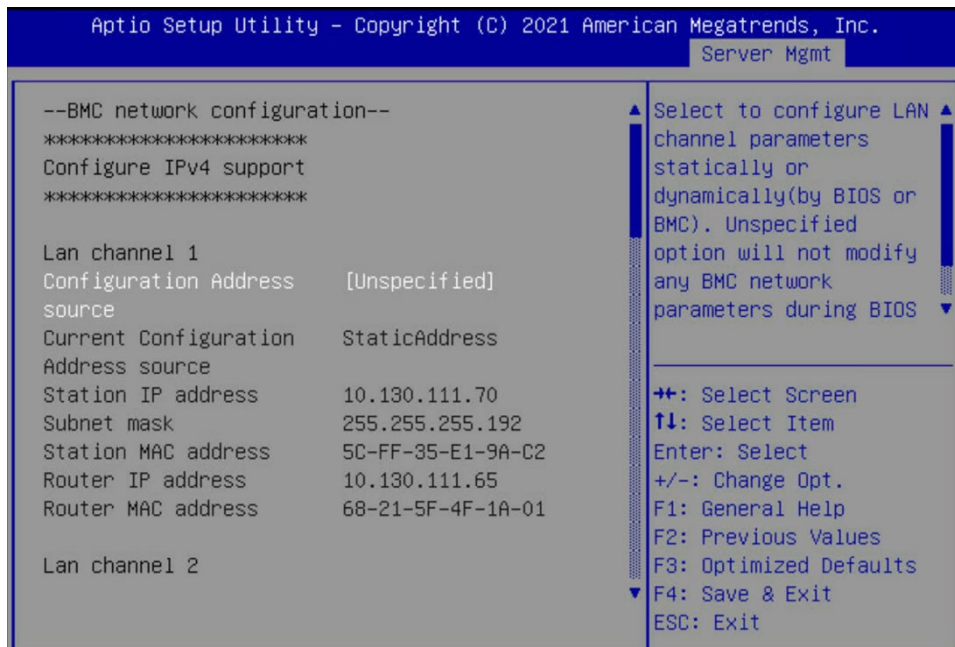 Aptio Setup Utility – Copyright (C) 2021 American Megatrends, Inc.
Server Mgmt
--BMC network configuration--
************************
Configure IPv4 support
************************
Lan channel 1
Configuration Address [Unspecified]
source
Current Configuration StaticAddress
Address source
Station IP address 10.130.111.70
Subnet mask 255.255.255.192
Station MAC address 5C-FF-35-E1-9A-C2
Router IP address 10.130.111.65
Router MAC address 68-21-5F-4F-1A-01
Lan channel 2
Select to configure LAN
channel parameters
statically or
dynamically(by BIOS or
BMC). Unspecified
option will not modify
any BMC network
parameters during BIOS
→←: Select Screen
↑↓: Select Item
Enter: Select
+/-: Change Opt.
F1: General Help
F2: Previous Values
F3: Optimized Defaults
F4: Save & Exit
ESC: Exit